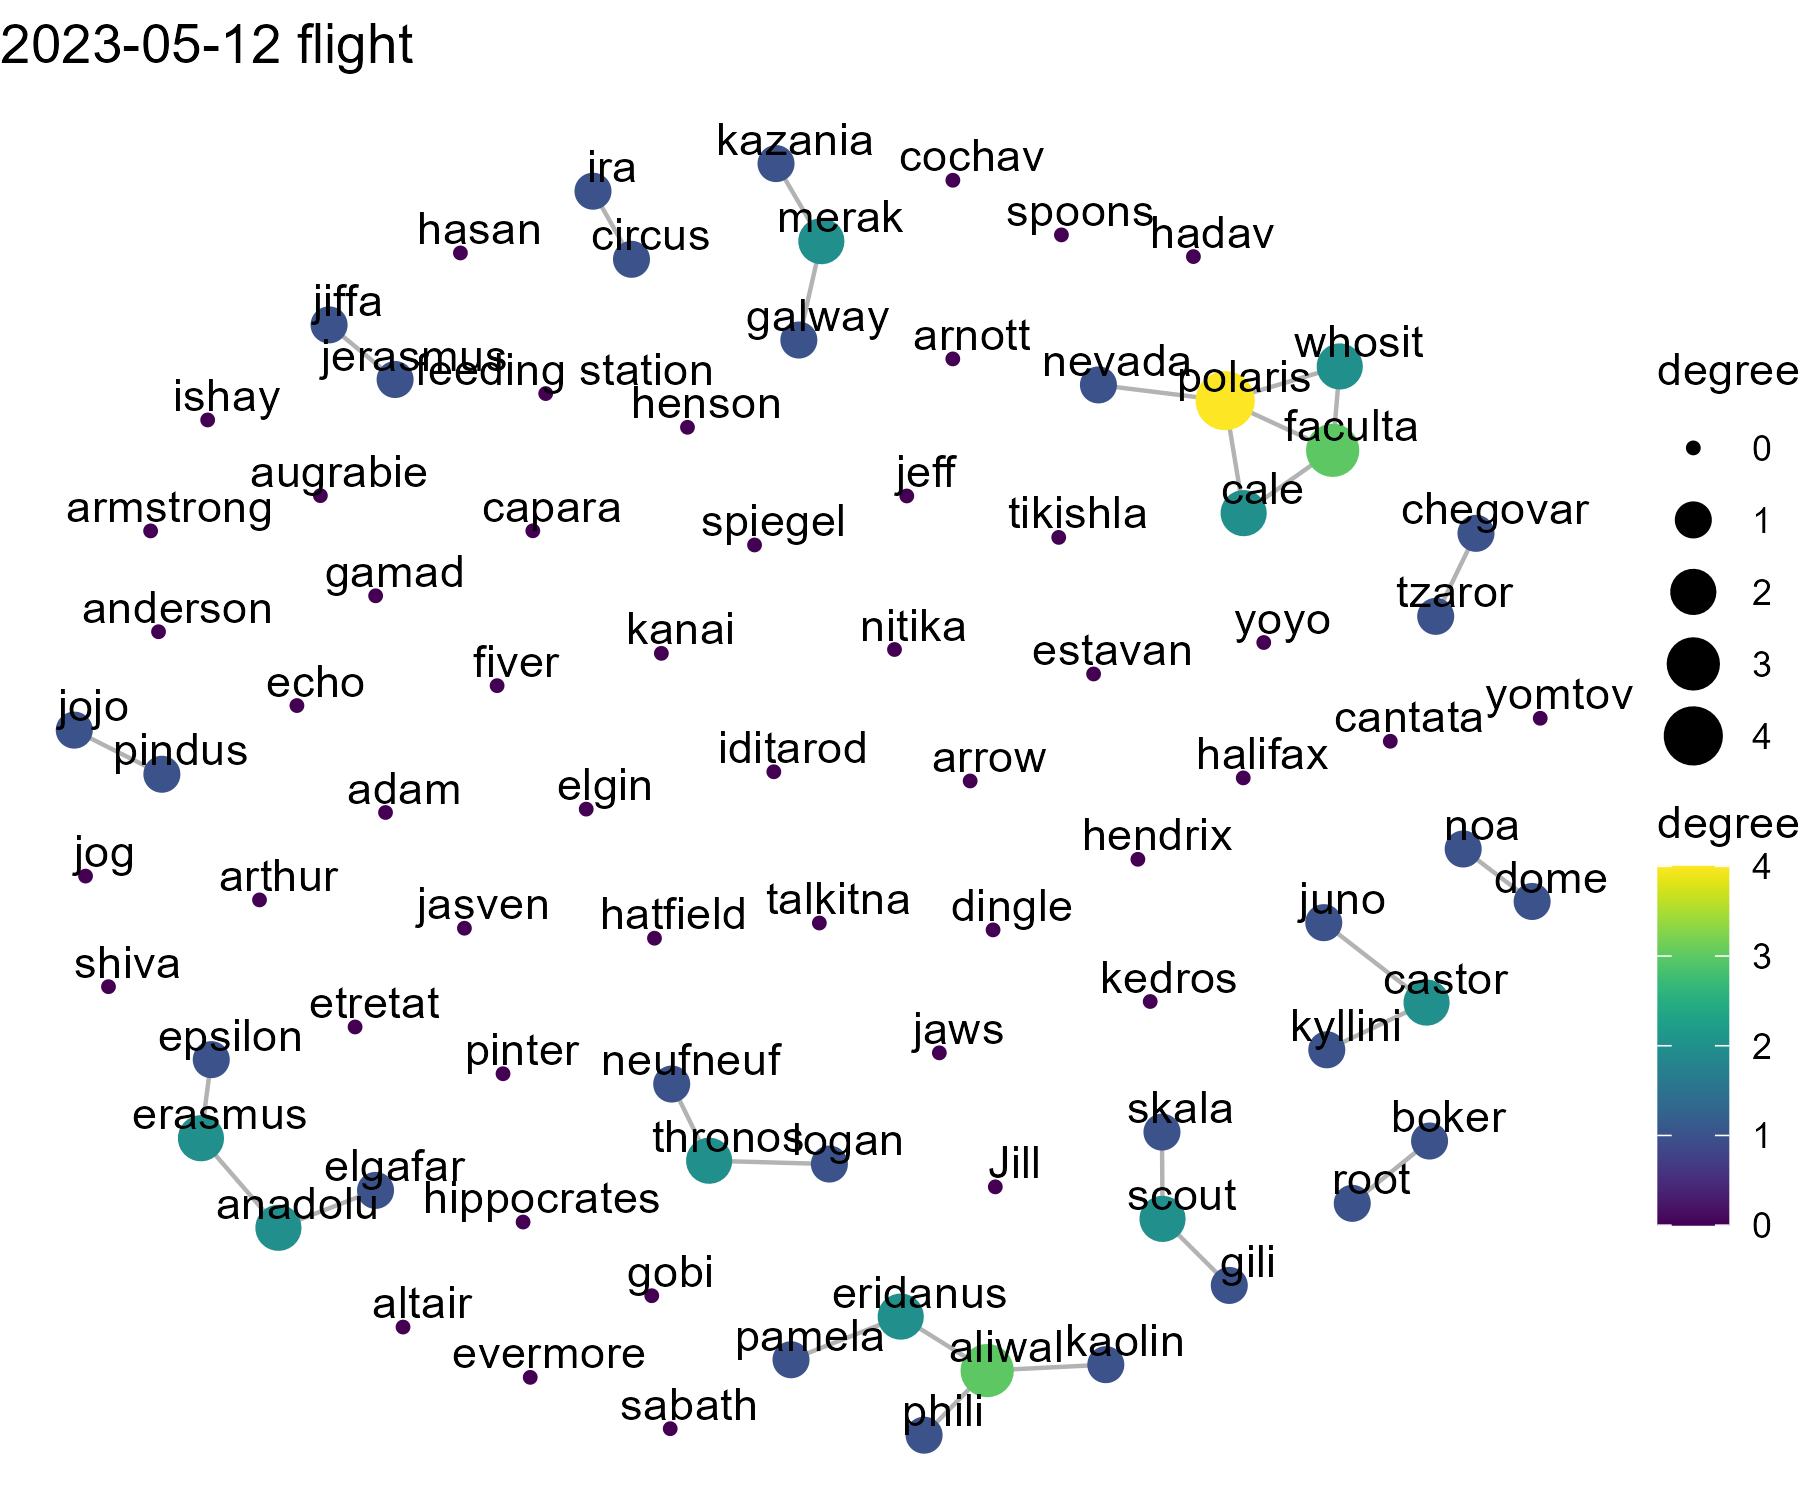 2023-05-12 flight
kazania
cochav
ira
spoons
merak
hasan
circus
hadav
jiffa
galway
arnott
whosit
jerasmus
nevada
feeding station
polaris
ishay
henson
faculta
augrabie
jeff
cale
armstrong
capara
spiegel
tikishla
chegovar
gamad
tzaror
anderson
kanai
nitika
yoyo
fiver
estavan
echo
yomtov
jojo
cantata
pindus
iditarod
arrow
halifax
adam
elgin
noa
hendrix
jog
arthur
dome
jasven
hatfield
talkitna
dingle
juno
shiva
kedros
castor
etretat
epsilon
jaws
kyllini
pinter
neufneuf
erasmus
skala
boker
thronos
logan
elgafar
Jill
root
anadolu
hippocrates
scout
gobi
gili
altair
eridanus
evermore
pamela
aliwal
kaolin
sabath
phili
degree
0
1
2
3
4
degree
4
3
2
1
0